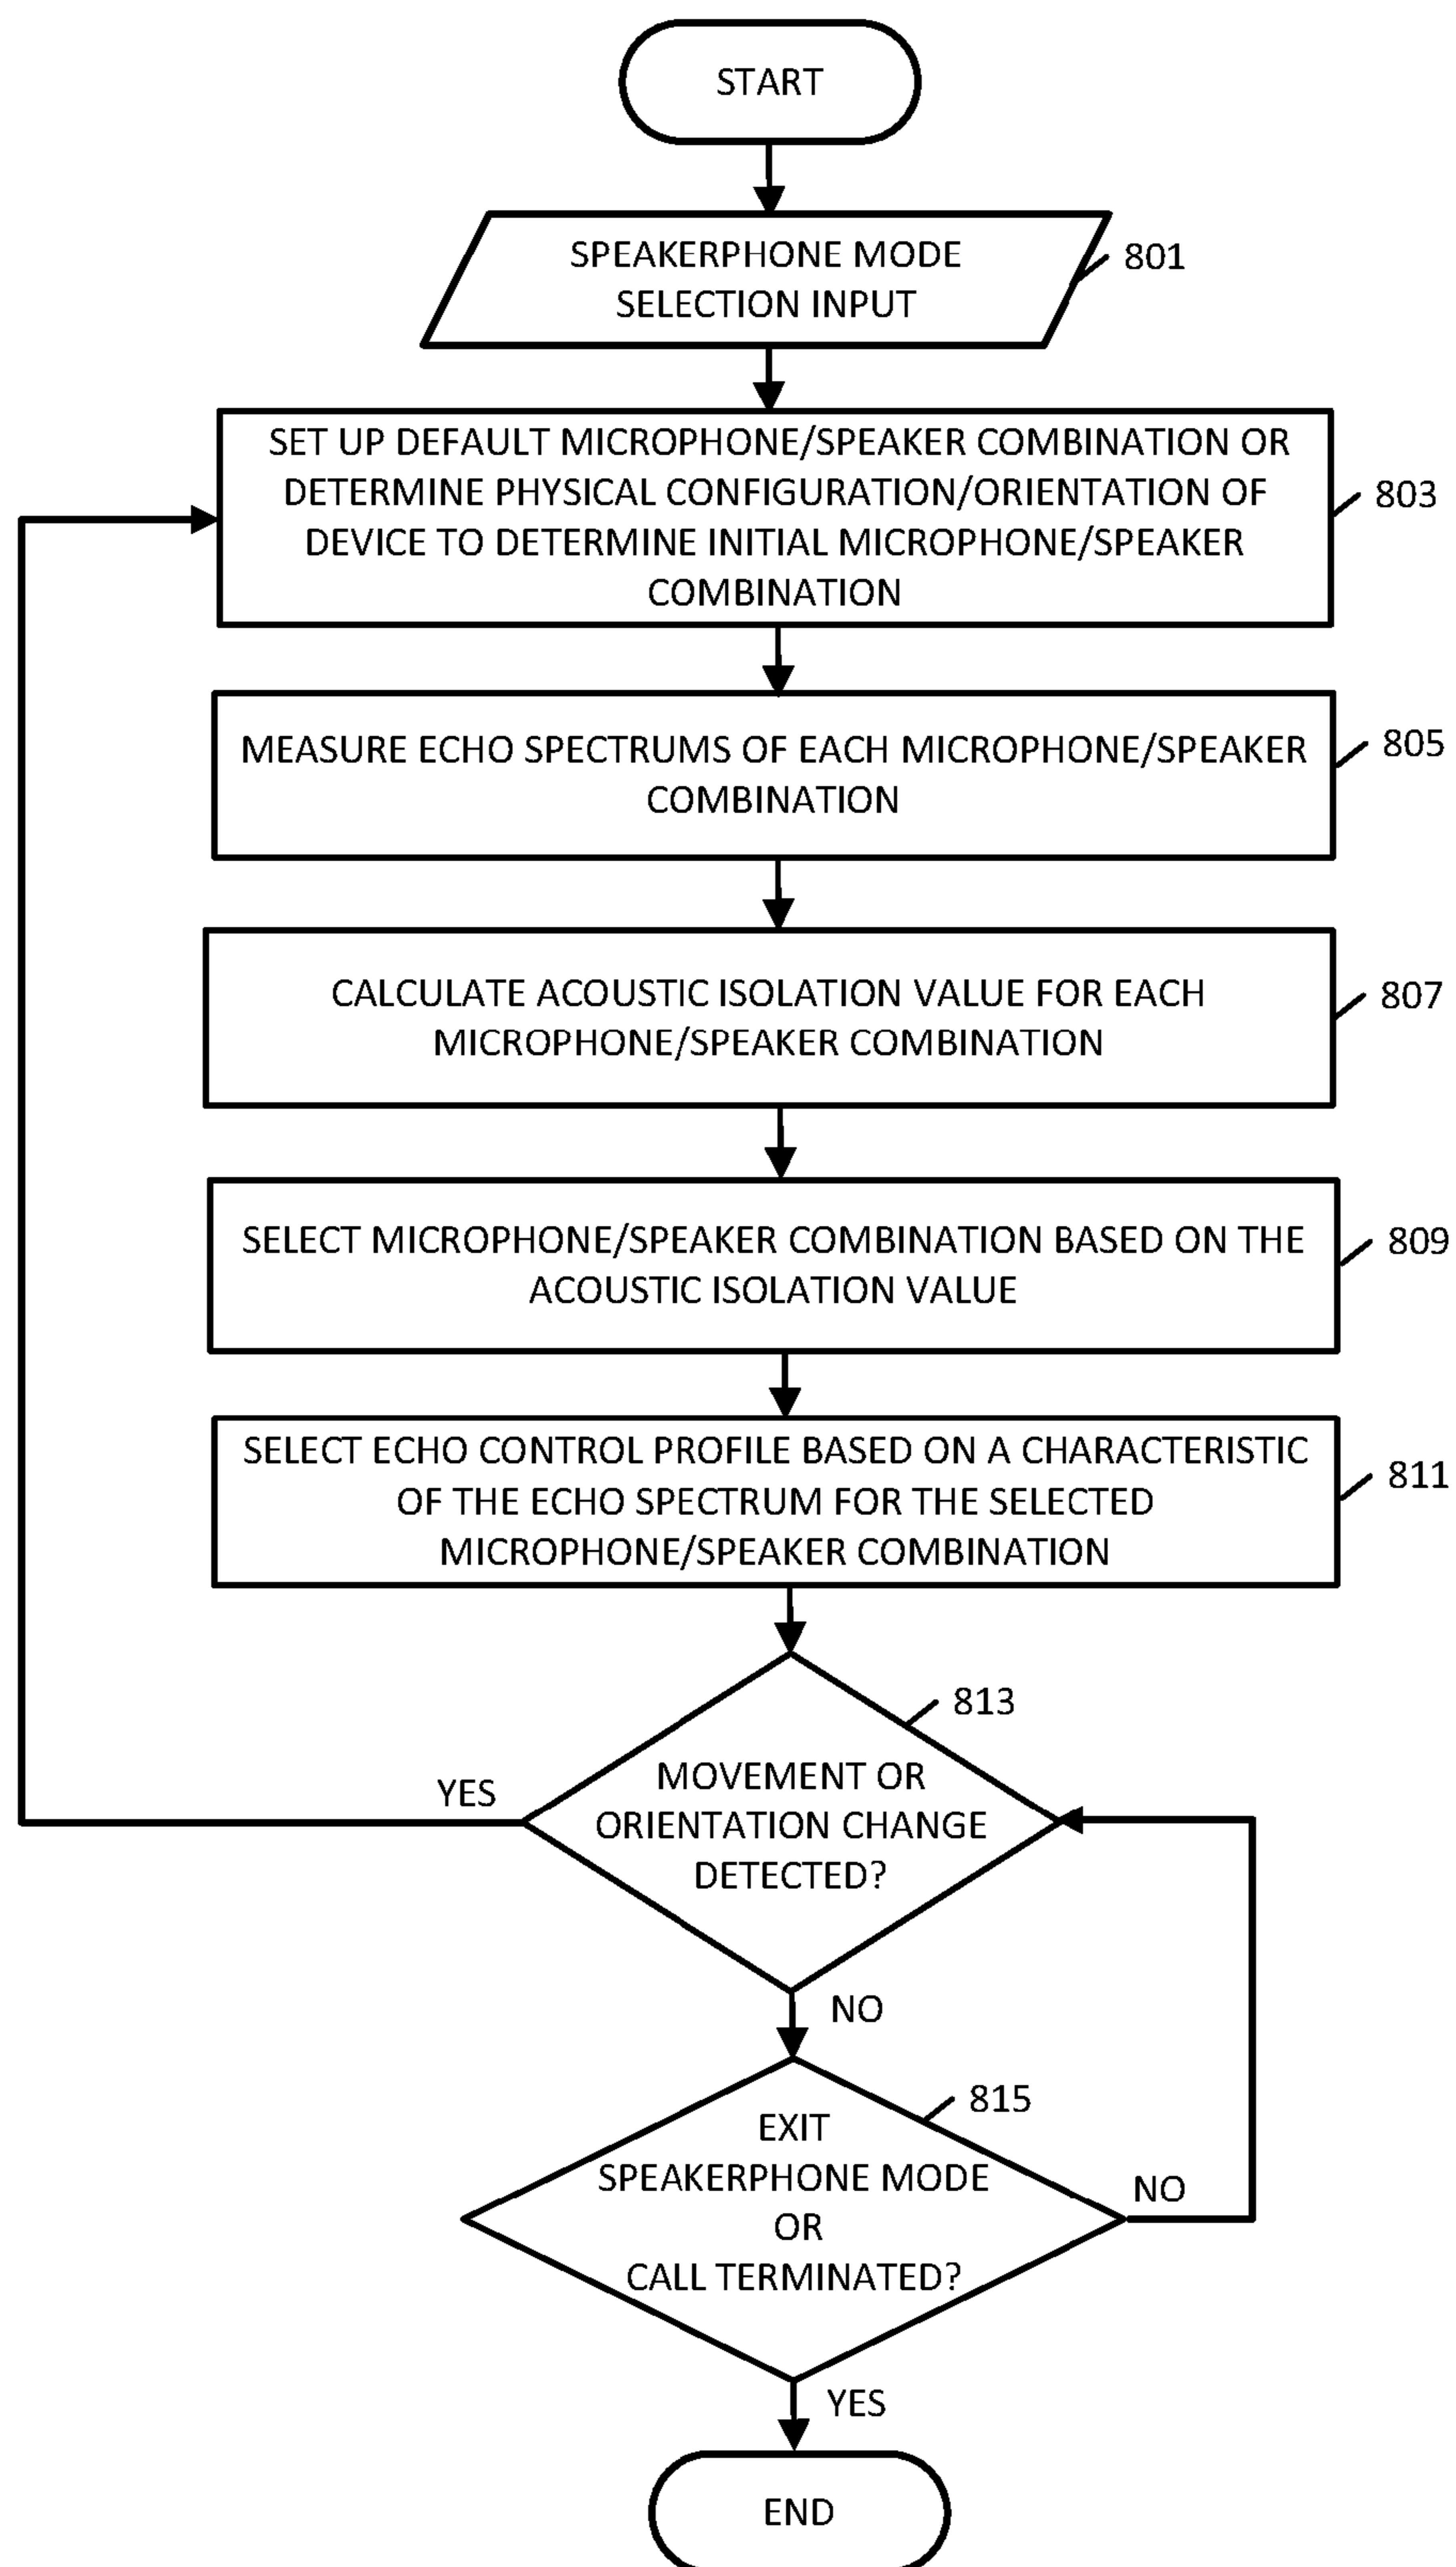 START
SPEAKERPHONE MODE
SELECTION INPUT
801
SET UP DEFAULT MICROPHONE/SPEAKER COMBINATION OR
DETERMINE PHYSICAL CONFIGURATION/ORIENTATION OF
DEVICE TO DETERMINE INITIAL MICROPHONE/SPEAKER
COMBINATION
803
MEASURE ECHO SPECTRUMS OF EACH MICROPHONE/SPEAKER
COMBINATION
805
CALCULATE ACOUSTIC ISOLATION VALUE FOR EACH
MICROPHONE/SPEAKER COMBINATION
807
SELECT MICROPHONE/SPEAKER COMBINATION BASED ON THE
ACOUSTIC ISOLATION VALUE
809
SELECT ECHO CONTROL PROFILE BASED ON A CHARACTERISTIC
OF THE ECHO SPECTRUM FOR THE SELECTED
MICROPHONE/SPEAKER COMBINATION
811
813
YES
MOVEMENT OR
ORIENTATION CHANGE
DETECTED?
NO
815
EXIT
SPEAKERPHONE MODE
OR
CALL TERMINATED?
NO
YES
END